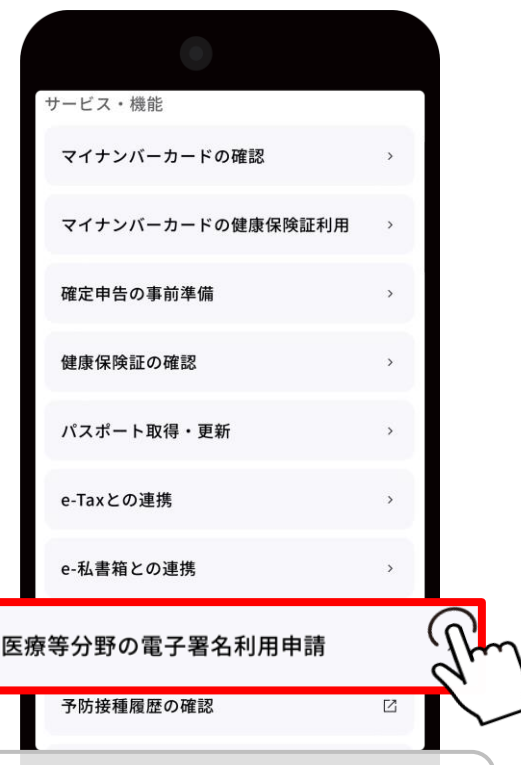 サービス・機能
マイナンバーカードの確認
マイナンバーカードの健康保険証利用
確定申告の事前準備
健康保険証の確認
パスポート取得・更新
e-Taxとの連携
e-私書箱との連携
医療等分野の電子署名利用申請
予防接種履歴の確認